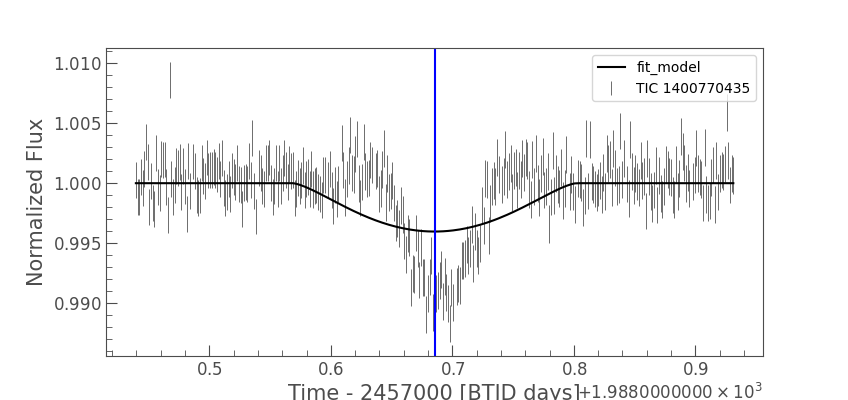 fit_model
TIC 1400770435
Normalized Flux
1.010
1.005
1.000
0.995
0.990
0.5 0.6 0.7 0.8 0.9
Time - 2457000 [BTJD days]
+1.9880000000 × 10³